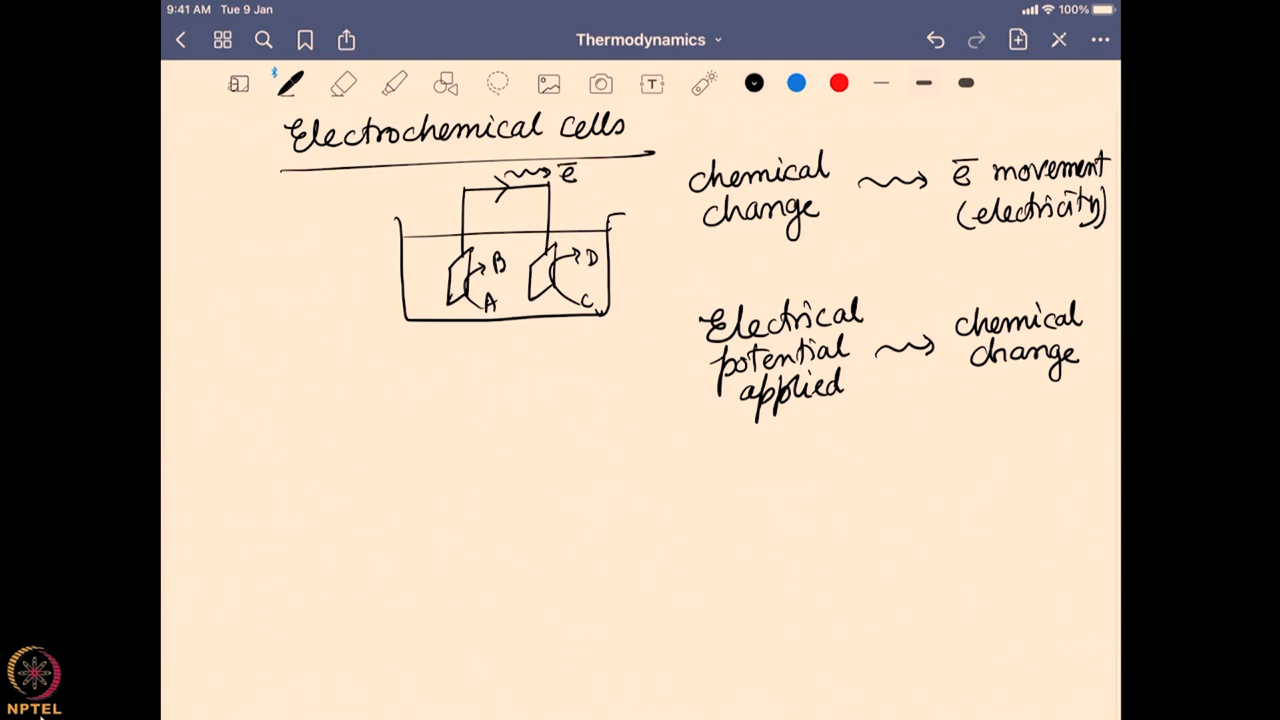 9:41 AM Tue 9 Jan
100%
Thermodynamics
T
Electrochemical cells
ē
B
A
D
C
chemical
change
ē movement
(electricity)
Electrical
potential
applied
chemical
change
NPTEL